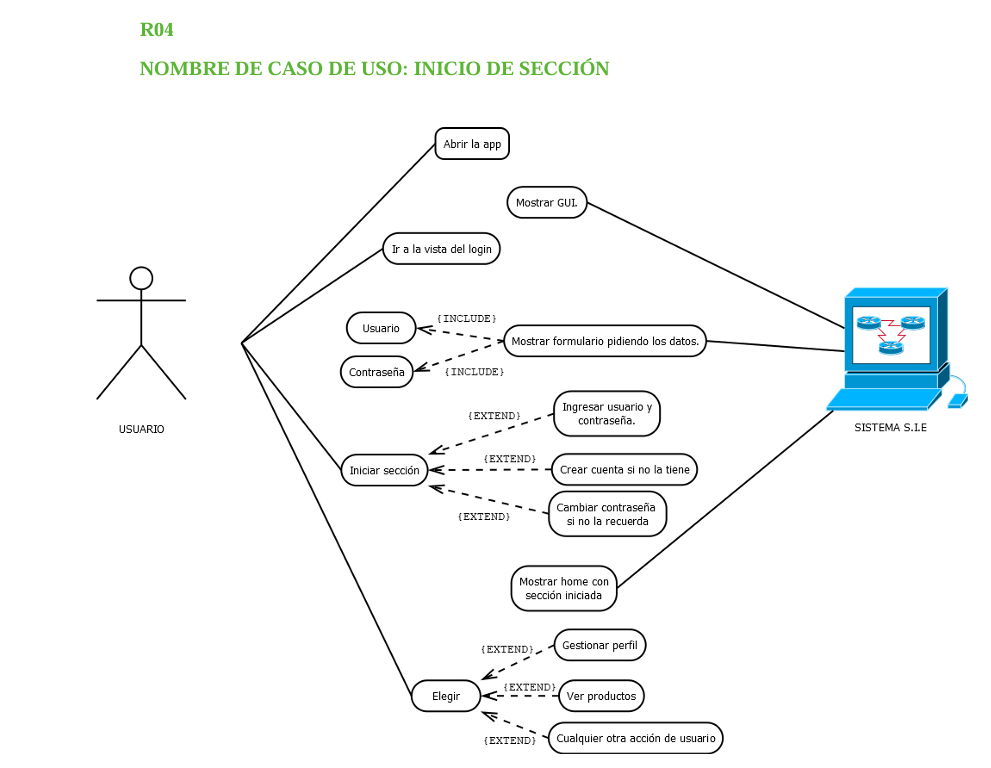 R04
NOMBRE DE CASO DE USO: INICIO DE SECCIÓN
Abrir la app
Mostrar GUI.
Ir a la vista del login
{INCLUDE}
Usuario
Mostrar formulario pidiendo los datos.
Contraseña
{INCLUDE}
Ingresar usuario y
contraseña.
{EXTEND}
USUARIO
SISTEMA S.I.E
{EXTEND}
Iniciar sección
Crear cuenta si no la tiene
Cambiar contraseña
si no la recuerda
{EXTEND}
Mostrar home con
sección iniciada
Gestionar perfil
{EXTEND}
{EXTEND}
Elegir
Ver productos
Cualquier otra acción de usuario
{EXTEND}